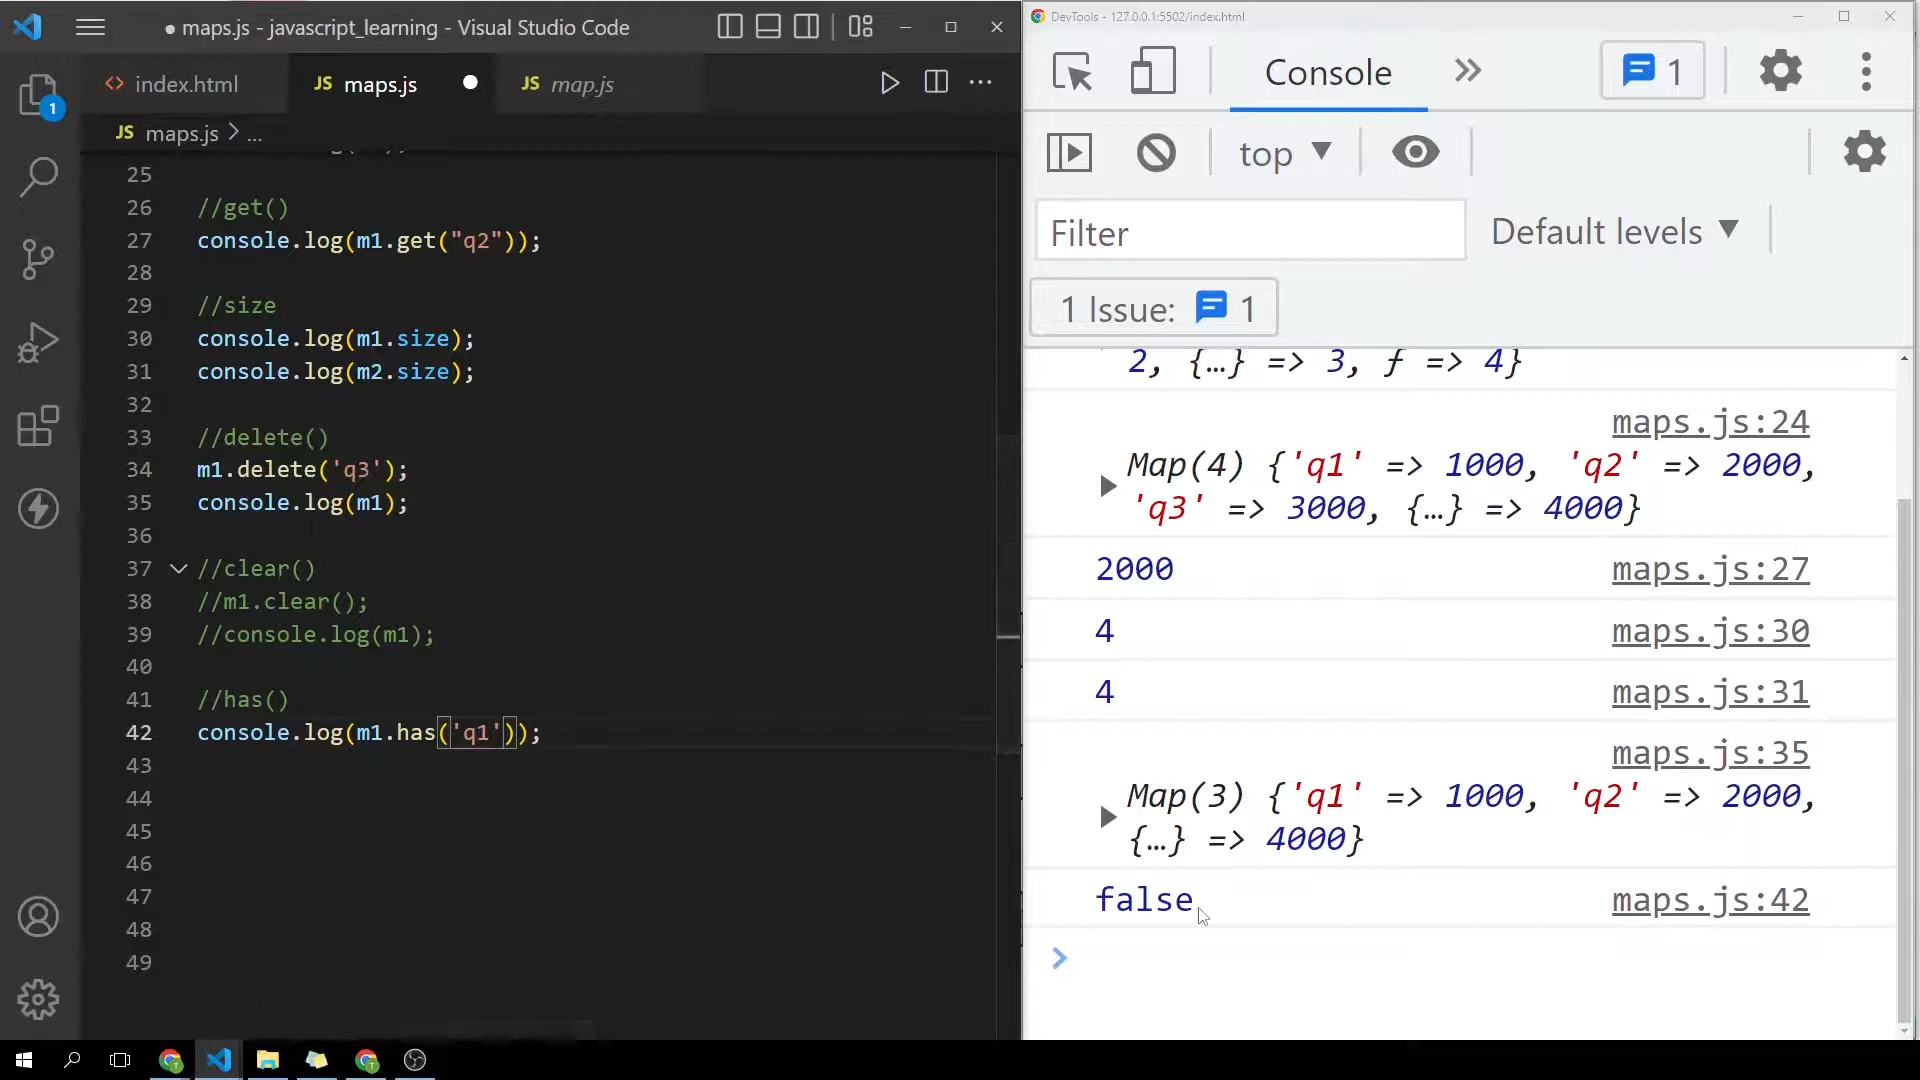 maps.js - javascript_learning - Visual Studio Code
index.html
JS maps.js
JS map.js
JS maps.js > ...
1
25
26 //get()
27 console.log(m1.get("q2"));
28
29 //size
30 console.log(m1.size);
31 console.log(m2.size);
32
33 //delete()
34 m1.delete('q3');
35 console.log(m1);
36
37 //clear()
38 //m1.clear();
39 //console.log(m1);
40
41 //has()
42 console.log(m1.has('q1'));
43
44
45
46
47
48
49
DevTools - 127.0.0.1:5502/index.html
Console
1
top
Filter
Default levels
1 Issue: 1
2, {…} => 3, ƒ => 4}
maps.js:24
Map(4) {'q1' => 1000, 'q2' => 2000,
'q3' => 3000, {…} => 4000}
2000 maps.js:27
4 maps.js:30
4 maps.js:31
maps.js:35
Map(3) {'q1' => 1000, 'q2' => 2000,
{…} => 4000}
false maps.js:42